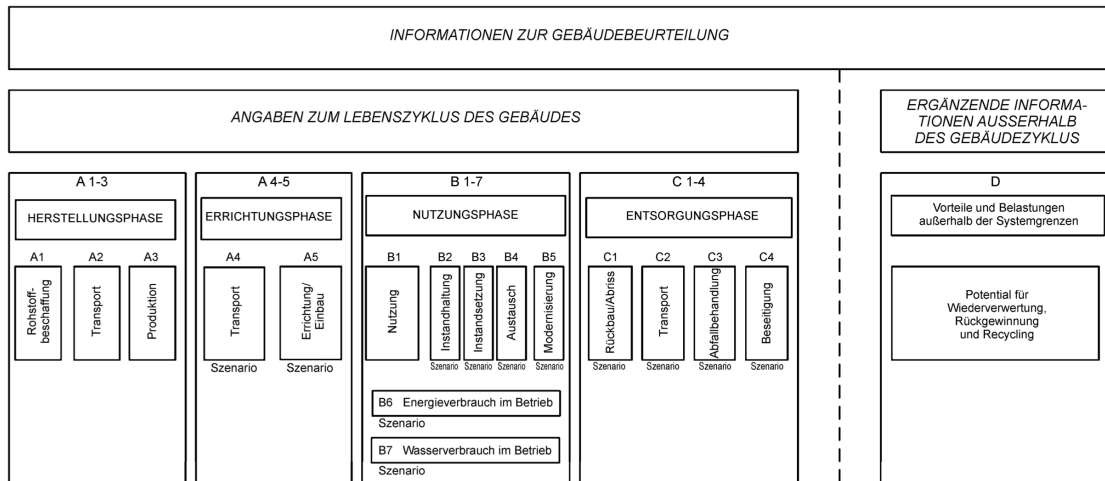 INFORMATIONEN ZUR GEBÄUDEBEURTEILUNG
ANGABEN ZUM LEBENSZYKLUS DES GEBÄUDES
ERGÄNZENDE INFORMA-
TIONEN AUSSERHALB
DES GEBÄUDEZYKLUS
A 1-3
HERSTELLUNGSPHASE
A1
A2
A3
Rohstoff-
beschaffung
Transport
Produktion
A 4-5
ERRICHTUNGSPHASE
A4
A5
Transport
Errichtung/
Einbau
Szenario
Szenario
B 1-7
NUTZUNGSPHASE
B1
B2
B3
B4
B5
Nutzung
Instandhaltung
Instandsetzung
Austausch
Modernisierung
Szenario
Szenario
Szenario
Szenario
B6 Energieverbrauch im Betrieb
Szenario
B7 Wasserverbrauch im Betrieb
Szenario
C 1-4
ENTSORGUNGSPHASE
C1
C2
C3
C4
Rückbau/Abriss
Transport
Abfallbehandlung
Beseitigung
Szenario
Szenario
Szenario
Szenario
D
Vorteile und Belastungen
außerhalb der Systemgrenzen
Potential für
Wiederverwertung,
Rückgewinnung
und Recycling